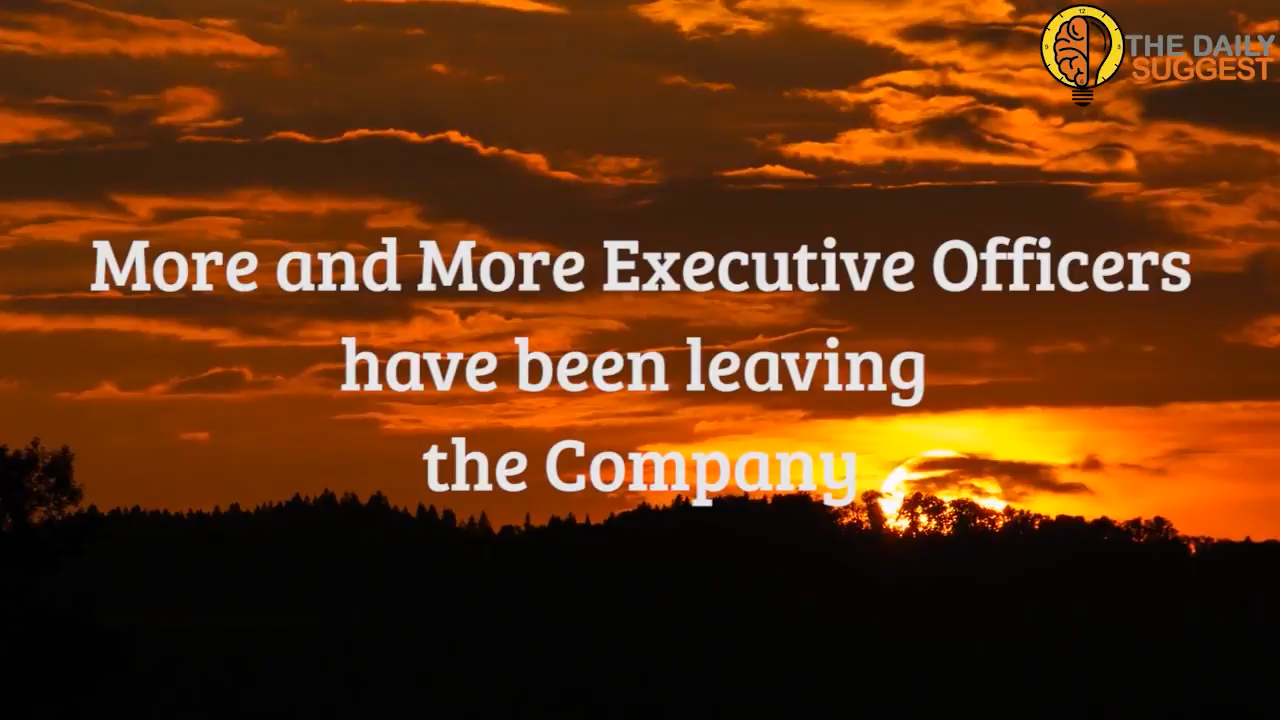 THE DAILY
SUGGEST
More and More Executive Officers
have been leaving
the Company